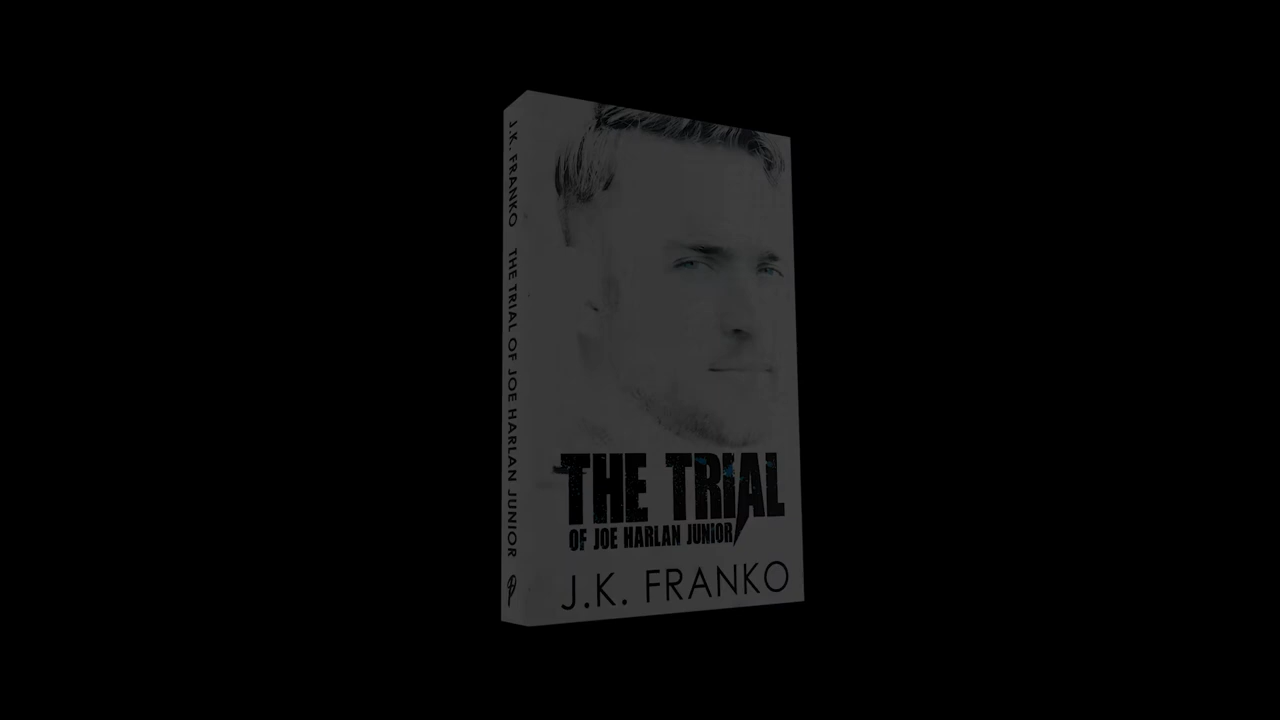 J.K. FRANKO THE TRIAL OF JOE HARLAN JUNIOR
THE TRIAL
OF JOE HARLAN JUNIOR
J.K. FRANKO